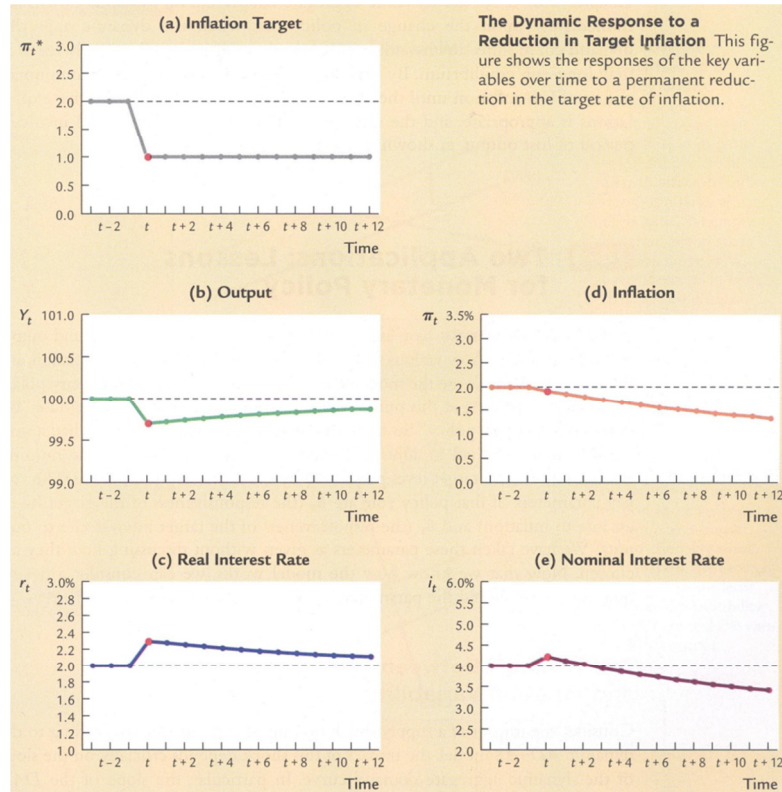 (a) Inflation Target
πt*
3.0
2.5
2.0
1.5
1.0
0.5
0.0
t – 2 t t + 2 t + 4 t + 6 t + 8 t + 10 t + 12
Time
The Dynamic Response to a
Reduction in Target Inflation This fig-
ure shows the responses of the key vari-
ables over time to a permanent reduc-
tion in the target rate of inflation.
(b) Output
Yt
101.0
100.5
100.0
99.5
99.0
t – 2 t t + 2 t + 4 t + 6 t + 8 t + 10 t + 12
Time
(d) Inflation
πt
3.5%
3.0
2.5
2.0
1.5
1.0
0.5
0.0
t – 2 t t + 2 t + 4 t + 6 t + 8 t + 10 t + 12
Time
(c) Real Interest Rate
rt
3.0%
2.8
2.6
2.4
2.2
2.0
1.8
1.6
1.4
1.2
1.0
t – 2 t t + 2 t + 4 t + 6 t + 8 t + 10 t + 12
Time
(e) Nominal Interest Rate
it
6.0%
5.5
5.0
4.5
4.0
3.5
3.0
2.5
2.0
t – 2 t t + 2 t + 4 t + 6 t + 8 t + 10 t + 12
Time